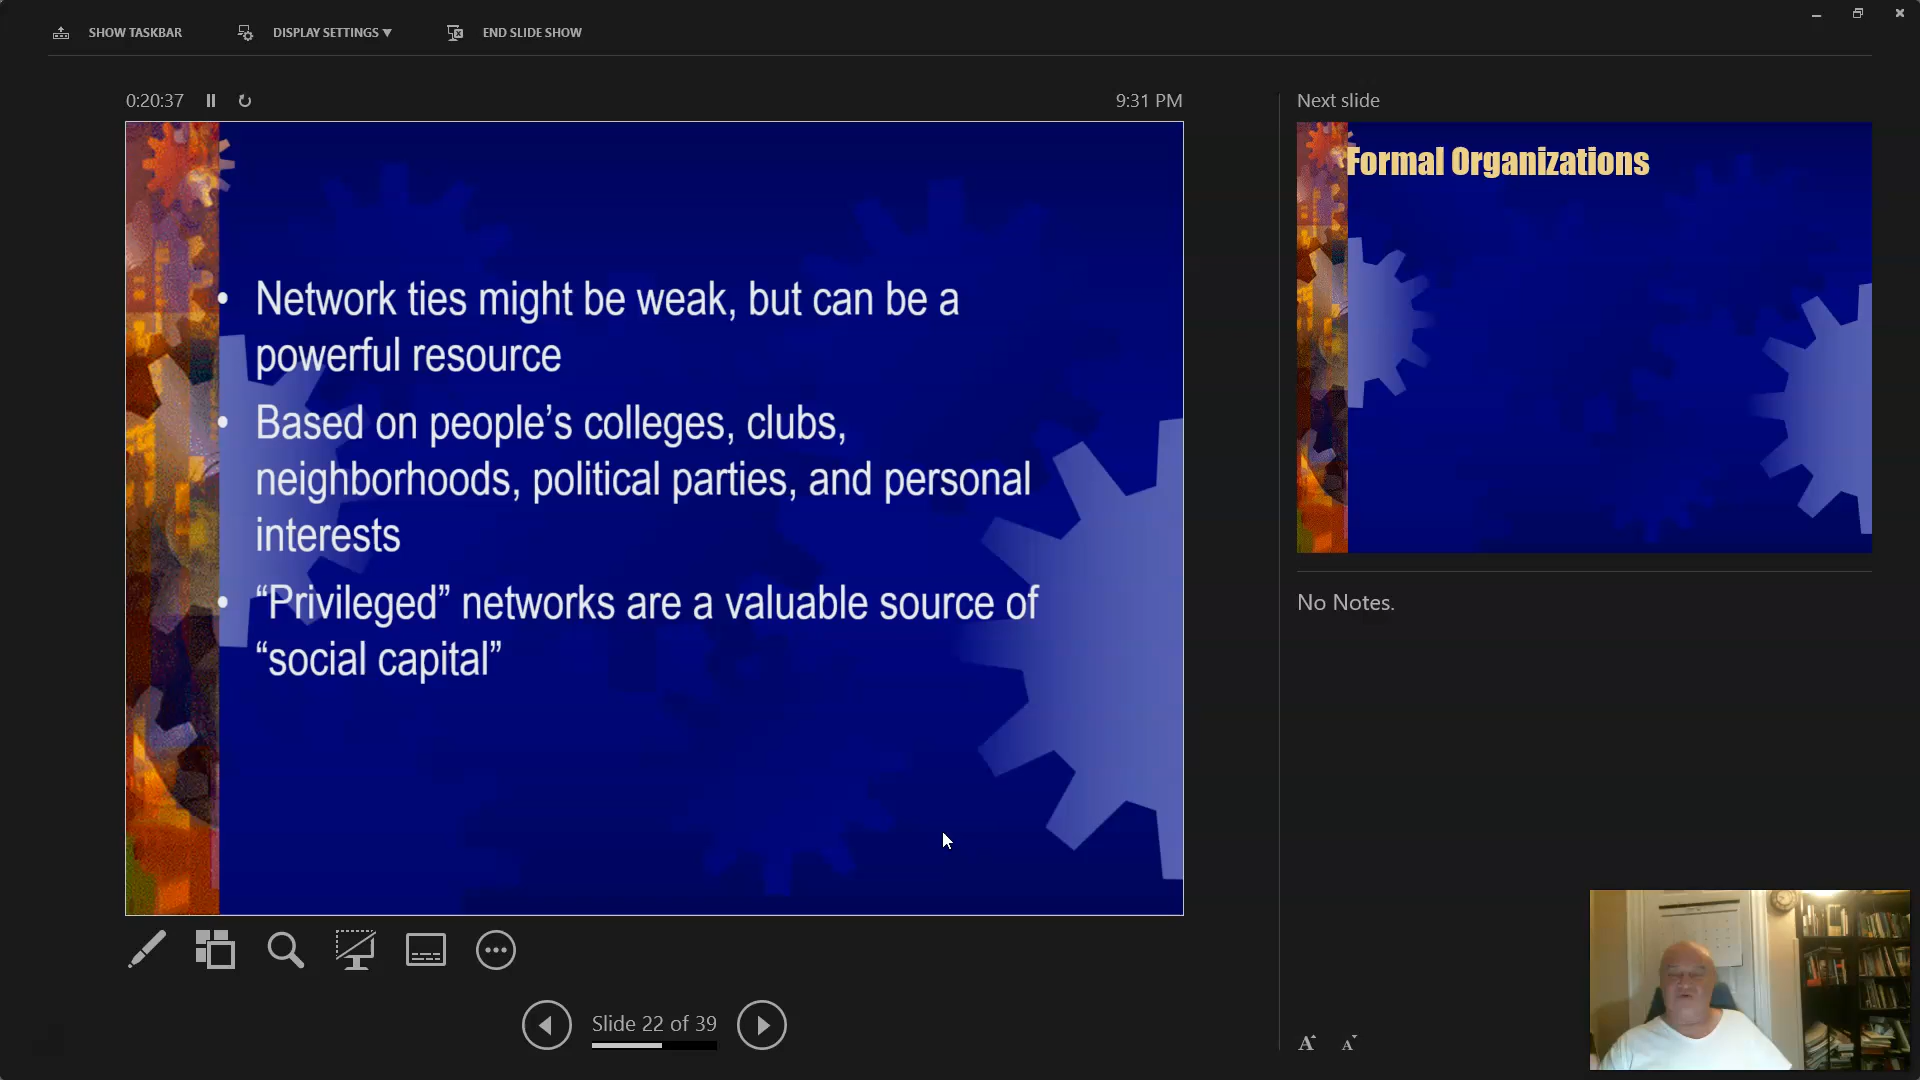 SHOW TASKBAR
DISPLAY SETTINGS ▼
END SLIDE SHOW
0:20:37
9:31 PM
Next slide
• Network ties might be weak, but can be a
powerful resource
• Based on people’s colleges, clubs,
neighborhoods, political parties, and personal
interests
• “Privileged” networks are a valuable source of
“social capital”
Formal Organizations
No Notes.
Slide 22 of 39
A A